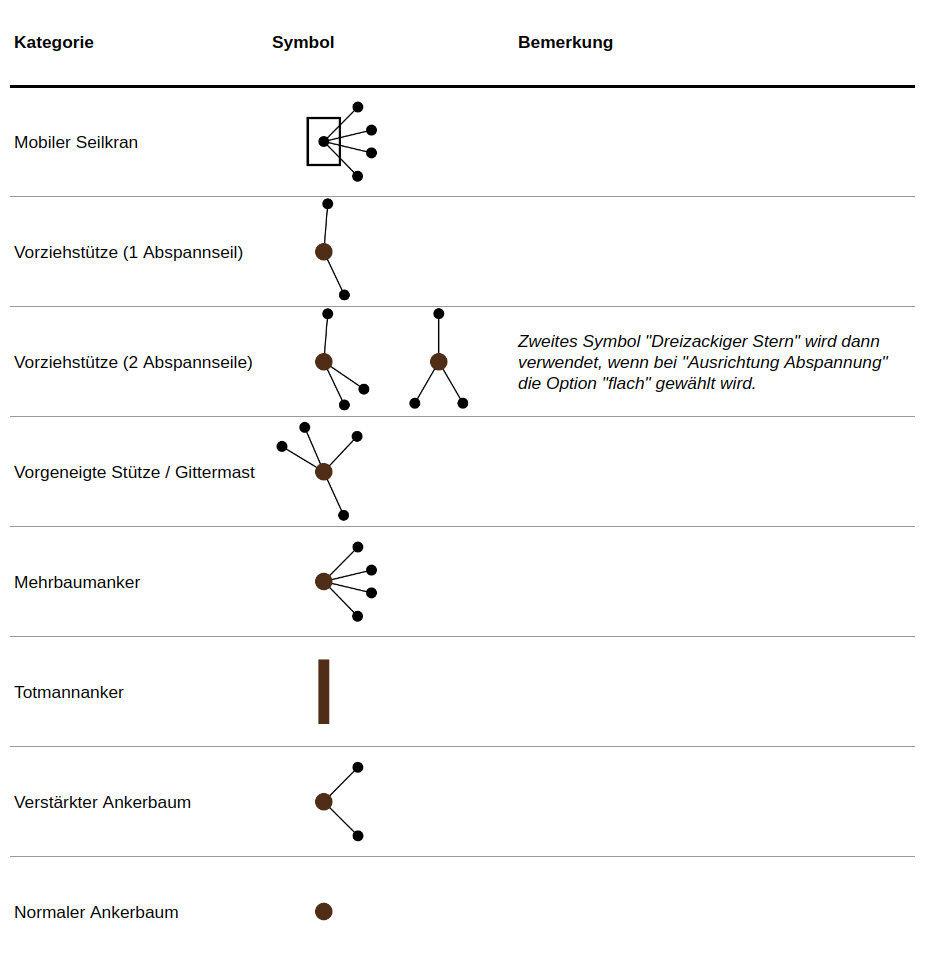 Kategorie Symbol Bemerkung
Mobiler Seilkran
Vorziehstütze (1 Abspannseil)
Vorziehstütze (2 Abspannseile)
Zweites Symbol "Dreizackiger Stern" wird dann
verwendet, wenn bei "Ausrichtung Abspannung"
die Option "flach" gewählt wird.
Vorgeneigte Stütze / Gittermast
Mehrbaumanker
Totmannanker
Verstärkter Ankerbaum
Normaler Ankerbaum